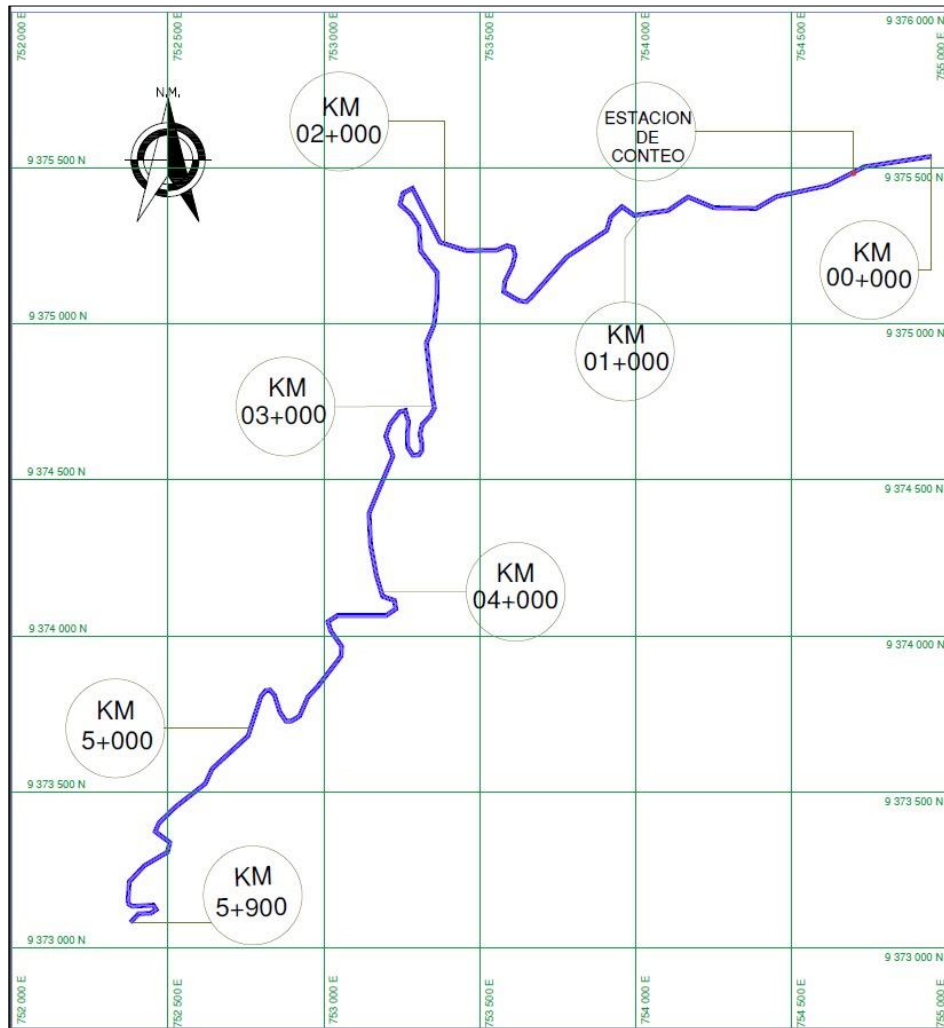 752 000 E
752 500 E
753 000 E
753 500 E
754 000 E
754 500 E
9 376 000 N
755 000 E
N.M.
KM
02+000
ESTACION
DE
CONTEO
9 375 500 N
9 375 500 N
KM
00+000
9 375 000 N
9 375 000 N
KM
01+000
KM
03+000
9 374 500 N
9 374 500 N
KM
04+000
9 374 000 N
9 374 000 N
KM
5+000
9 373 500 N
9 373 500 N
KM
5+900
9 373 000 N
9 373 000 N
752 000 E
752 500 E
753 000 E
753 500 E
754 000 E
754 500 E
755 000 E